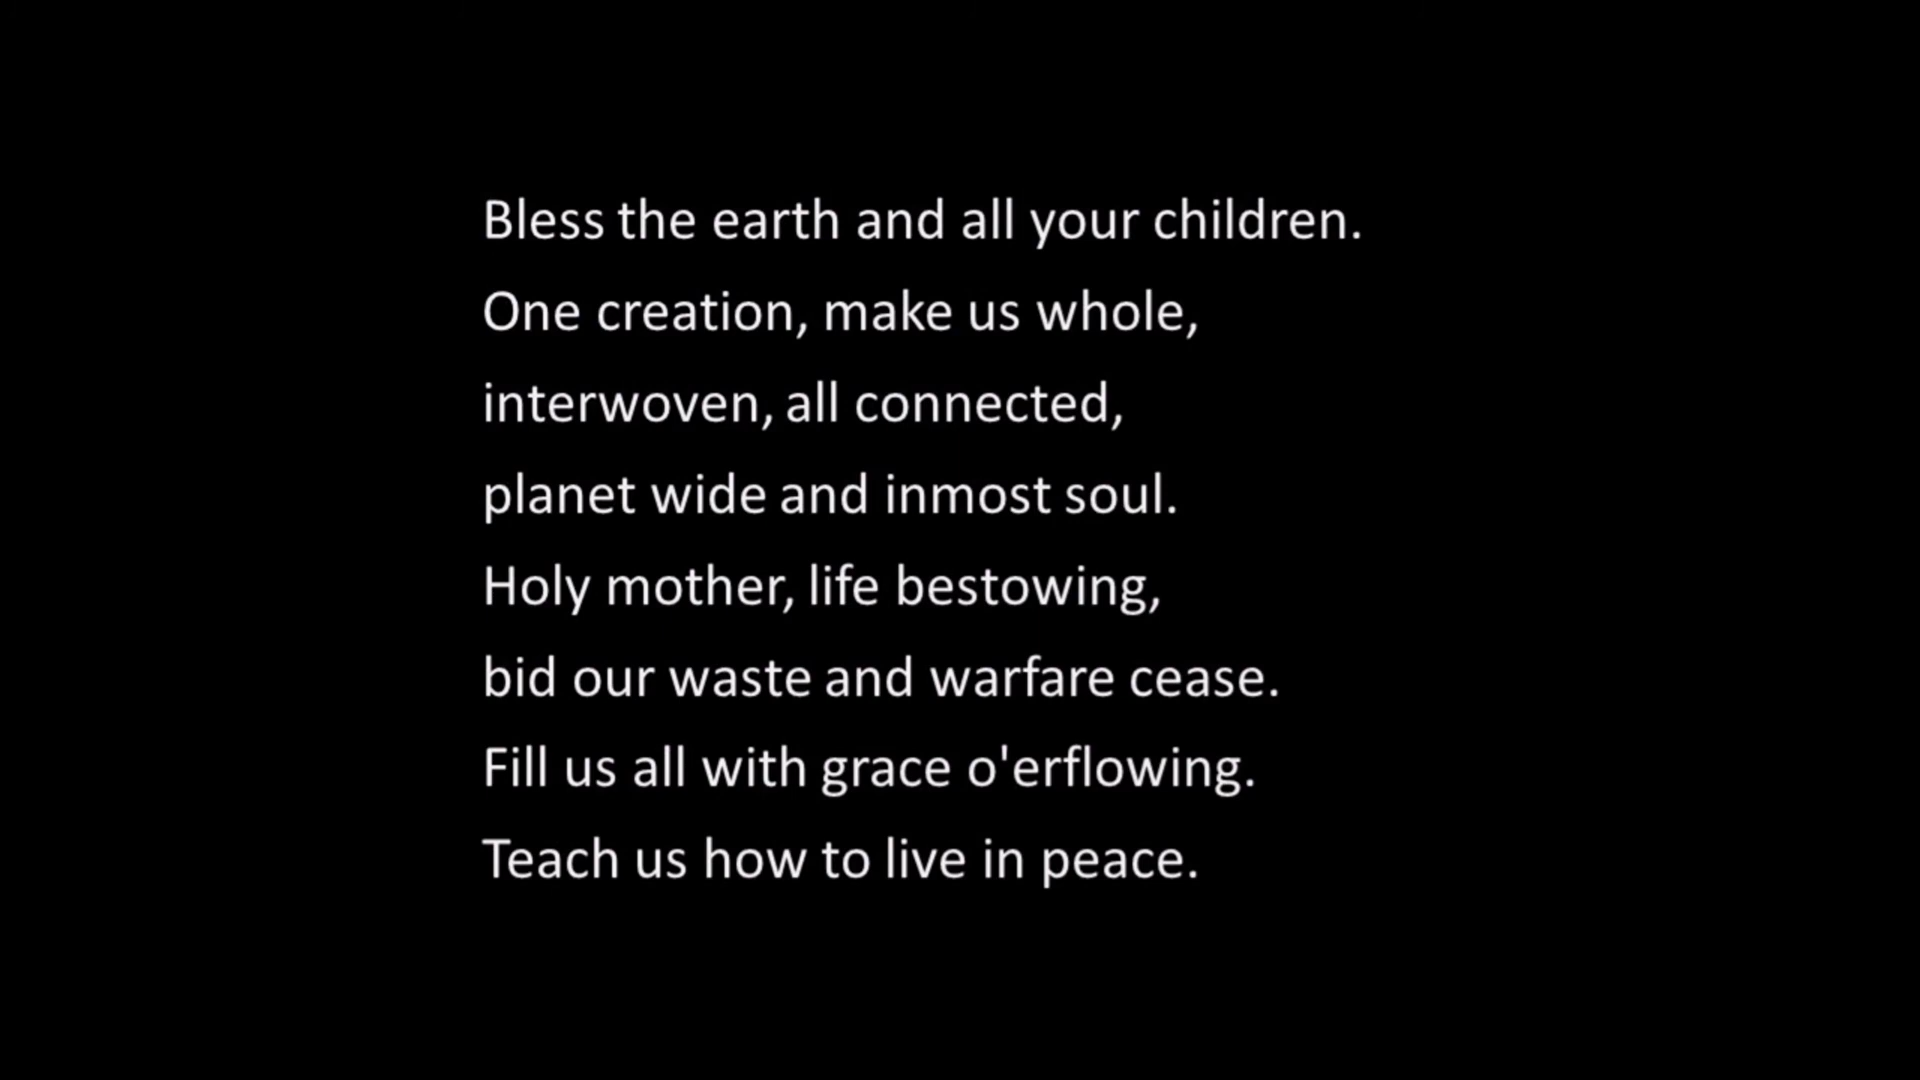 Bless the earth and all your children.
One creation, make us whole,
interwoven, all connected,
planet wide and inmost soul.
Holy mother, life bestowing,
bid our waste and warfare cease.
Fill us all with grace o'erflowing.
Teach us how to live in peace.